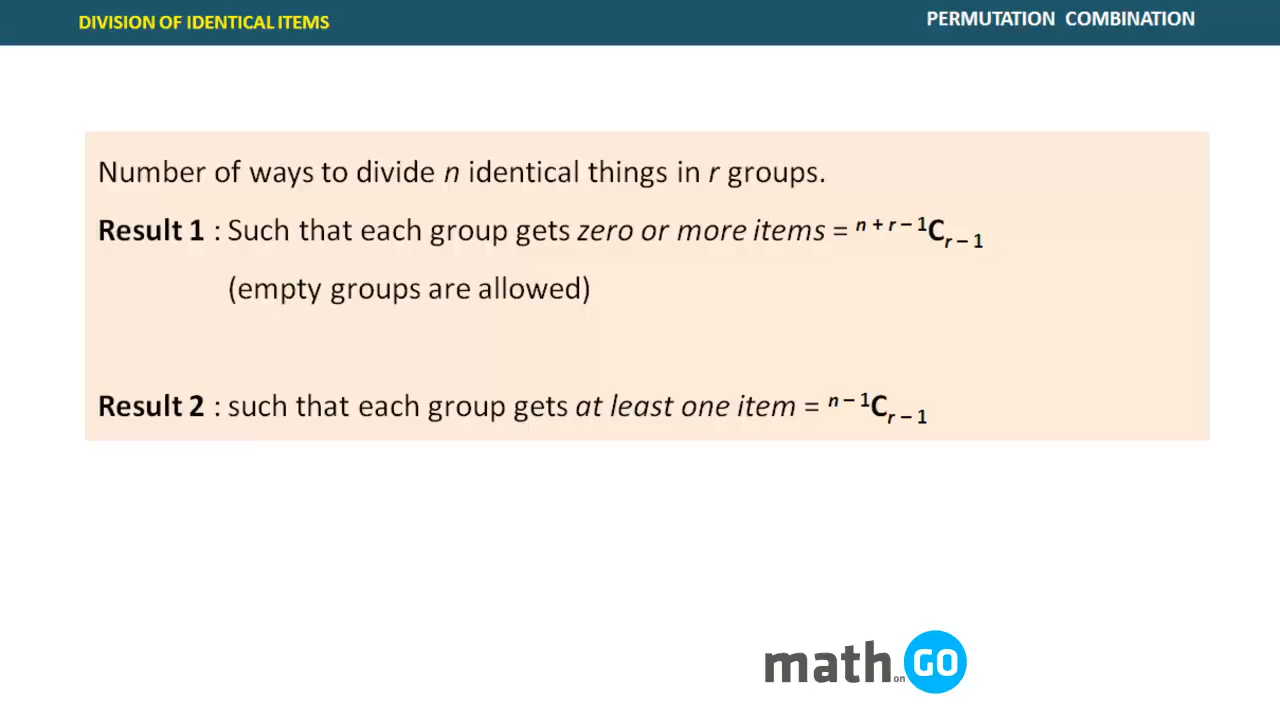 DIVISION OF IDENTICAL ITEMS
PERMUTATION COMBINATION
Number of ways to divide n identical things in r groups.
Result 1 : Such that each group gets zero or more items = ⁿ ⁺ ʳ ⁻ ¹Cᵣ ₋ ₁
(empty groups are allowed)
Result 2 : such that each group gets at least one item = ⁿ ⁻ ¹Cᵣ ₋ ₁
math on GO